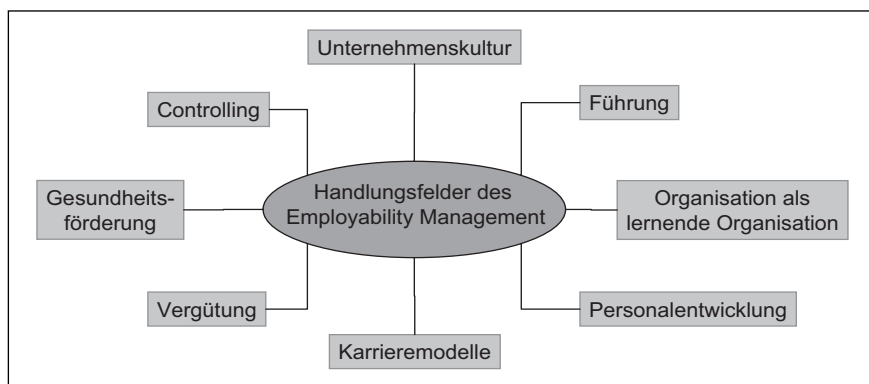 Unternehmenskultur
Controlling
Führung
Gesundheits-
förderung
Handlungsfelder des
Employability Management
Organisation als
lernende Organisation
Vergütung
Personalentwicklung
Karrieremodelle